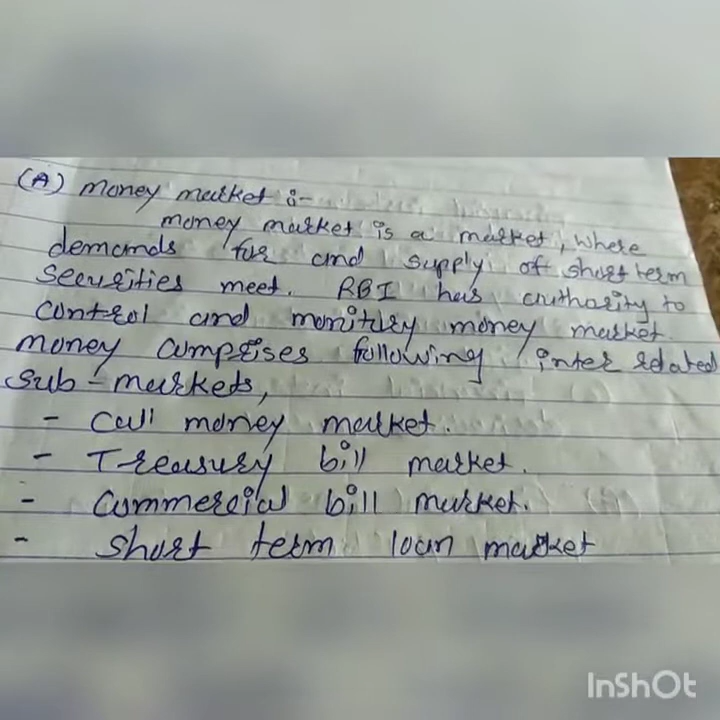 (A) money market :-
money market is a market, where
demands for and supply of short term
securities meet. RBI has authority to
control and monitrly money market.
money comprises following inter related
sub-markets,
- Call money market.
- Treasury bill market.
- Commercial bill market.
- short term loan market
InShOt